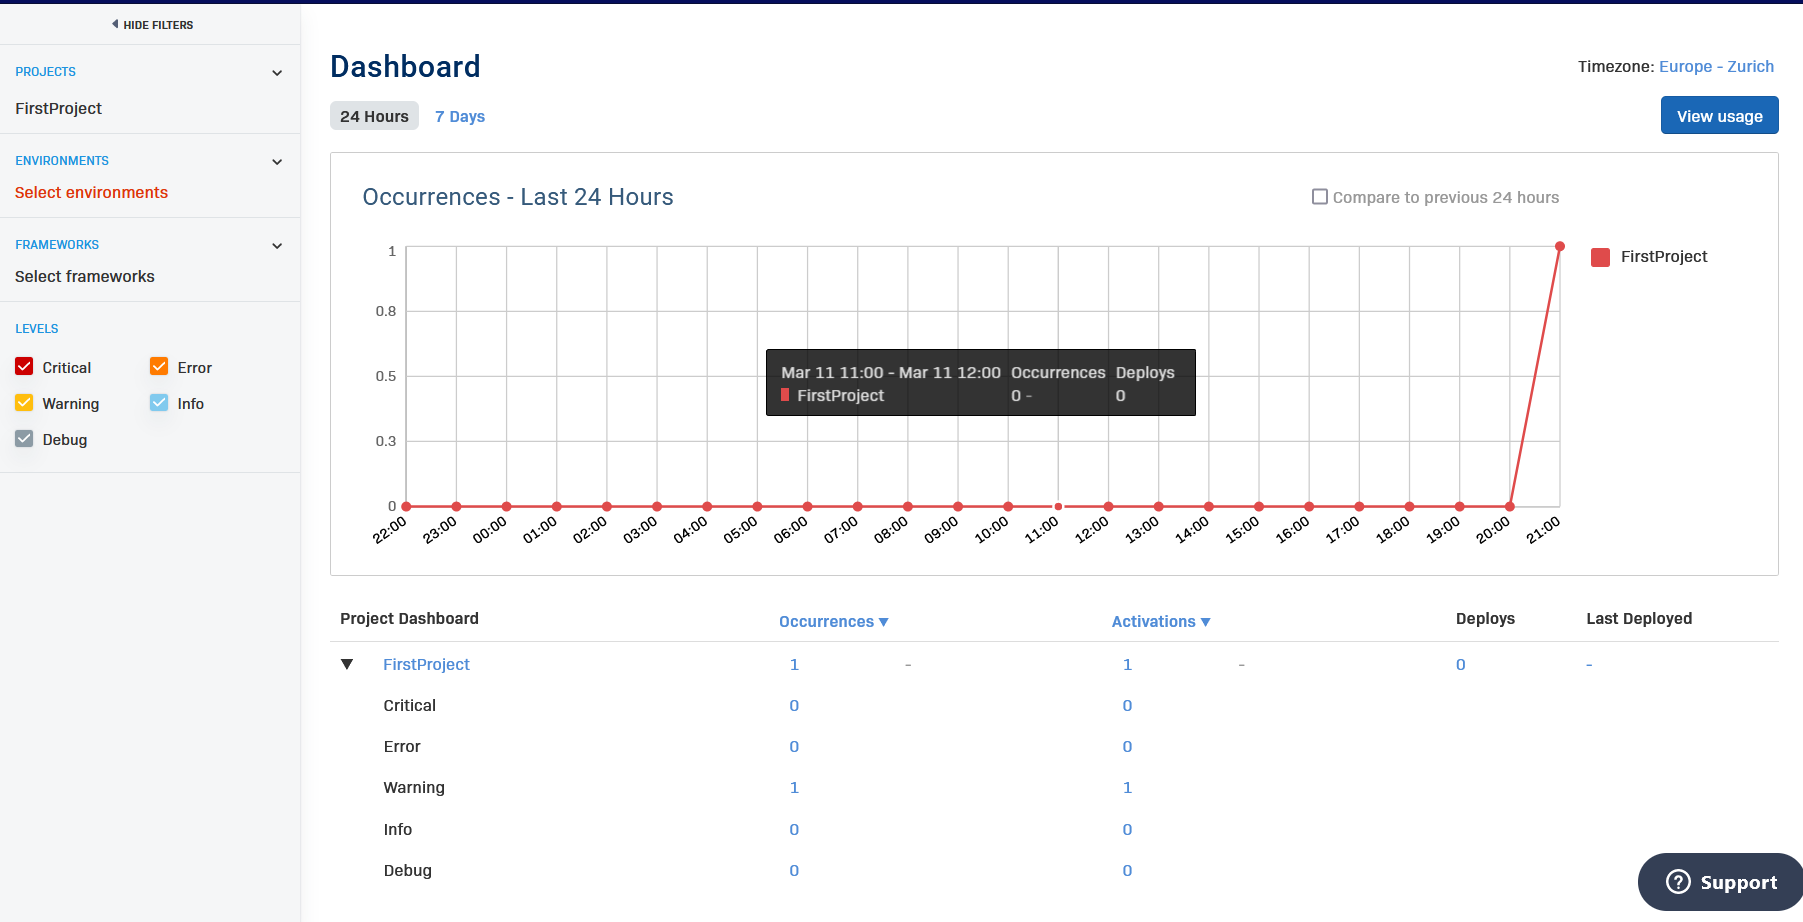 HIDE FILTERS
PROJECTS
FirstProject
ENVIRONMENTS
Select environments
FRAMEWORKS
Select frameworks
LEVELS
Critical
Error
Warning
Info
Debug
Dashboard
Timezone: Europe - Zurich
24 Hours
7 Days
View usage
Occurrences - Last 24 Hours
Compare to previous 24 hours
1
0.8
0.5
0.3
0
FirstProject
Mar 11 11:00 - Mar 11 12:00 Occurrences Deploys
FirstProject 0 - 0
22:00 23:00 00:00 01:00 02:00 03:00 04:00 05:00 06:00 07:00 08:00 09:00 10:00 11:00 12:00 13:00 14:00 15:00 16:00 17:00 18:00 19:00 20:00 21:00
Project Dashboard Occurrences ▼ Activations ▼ Deploys Last Deployed
▼ FirstProject 1 - 1 - 0 -
Critical 0 0
Error 0 0
Warning 1 1
Info 0 0
Debug 0 0
? Support